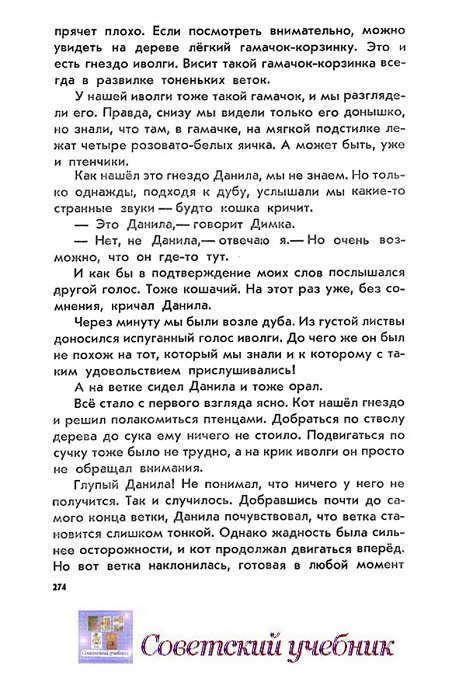 прячет плохо. Если посмотреть внимательно, можно
увидеть на дереве лёгкий гамачок-корзинку. Это и
есть гнездо иволги. Висит такой гамачок-корзинка все-
гда в развилке тоненьких веток.
У нашей иволги тоже такой гамачок, и мы разгляде-
ли его. Правда, снизу мы видели только его донышко,
но знали, что там, в гамачке, на мягкой подстилке ле-
жат четыре розовато-белых яичка. А может быть, уже
и птенчики.
Как нашёл это гнездо Данила, мы не знаем. Но толь-
ко однажды, подходя к дубу, услышали мы какие-то
странные звуки — будто кошка кричит.
— Это Данила,— говорит Димка.
— Нет, не Данила,— отвечаю я.— Но очень воз-
можно, что он где-то тут.
И как бы в подтверждение моих слов послышался
другой голос. Тоже кошачий. На этот раз уже, без со-
мнения, кричал Данила.
Через минуту мы были возле дуба. Из густой листвы
доносился испуганный голос иволги. До чего же он был
не похож на тот, который мы знали и к которому с та-
ким удовольствием прислушивались!
А на ветке сидел Данила и тоже орал.
Всё стало с первого взгляда ясно. Кот нашёл гнездо
и решил полакомиться птенцами. Добраться по стволу
дерева до сука ему ничего не стоило. Подвигаться по
сучку тоже было не трудно, а на крик иволги он просто
не обращал внимания.
Глупый Данила! Не понимал, что ничего у него не
получится. Так и случилось. Добравшись почти до са-
мого конца ветки, Данила почувствовал, что ветка ста-
новится слишком тонкой. Однако жадность была силь-
нее осторожности, и кот продолжал двигаться вперёд.
Но вот ветка наклонилась, готовая в любой момент
274
Советский учебник
Советский учебник